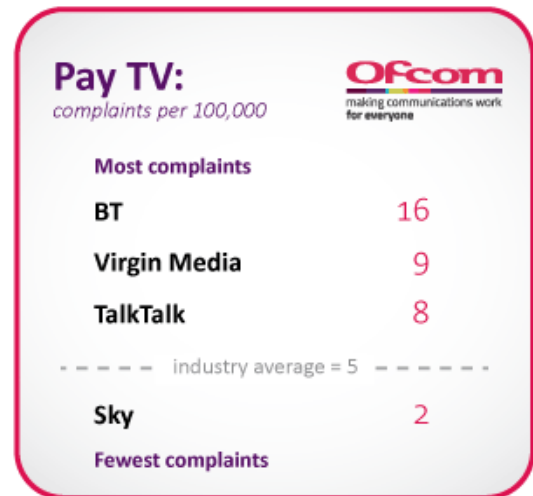 Pay TV:
complaints per 100,000
Ofcom
making communications work
for everyone
Most complaints
BT 16
Virgin Media 9
TalkTalk 8
industry average = 5
Sky 2
Fewest complaints